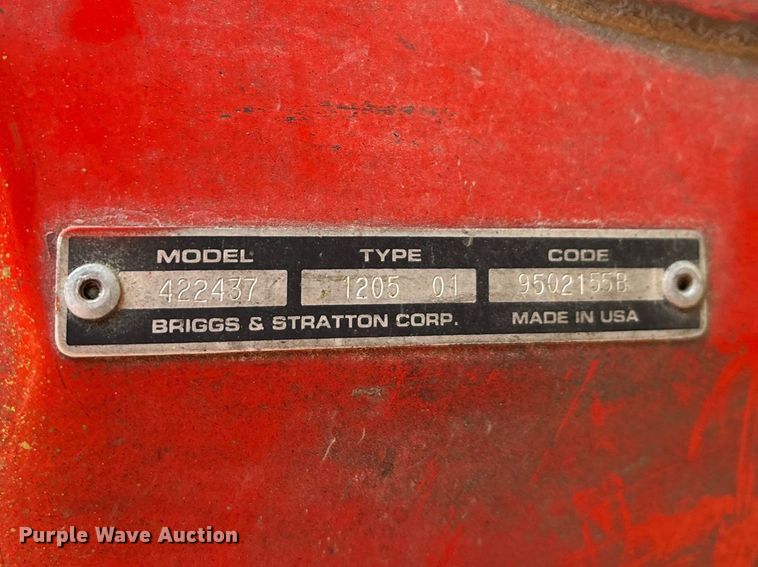 MODEL TYPE CODE
422437 1205 01 9502155B
BRIGGS & STRATTON CORP. MADE IN USA
Purple Wave Auction